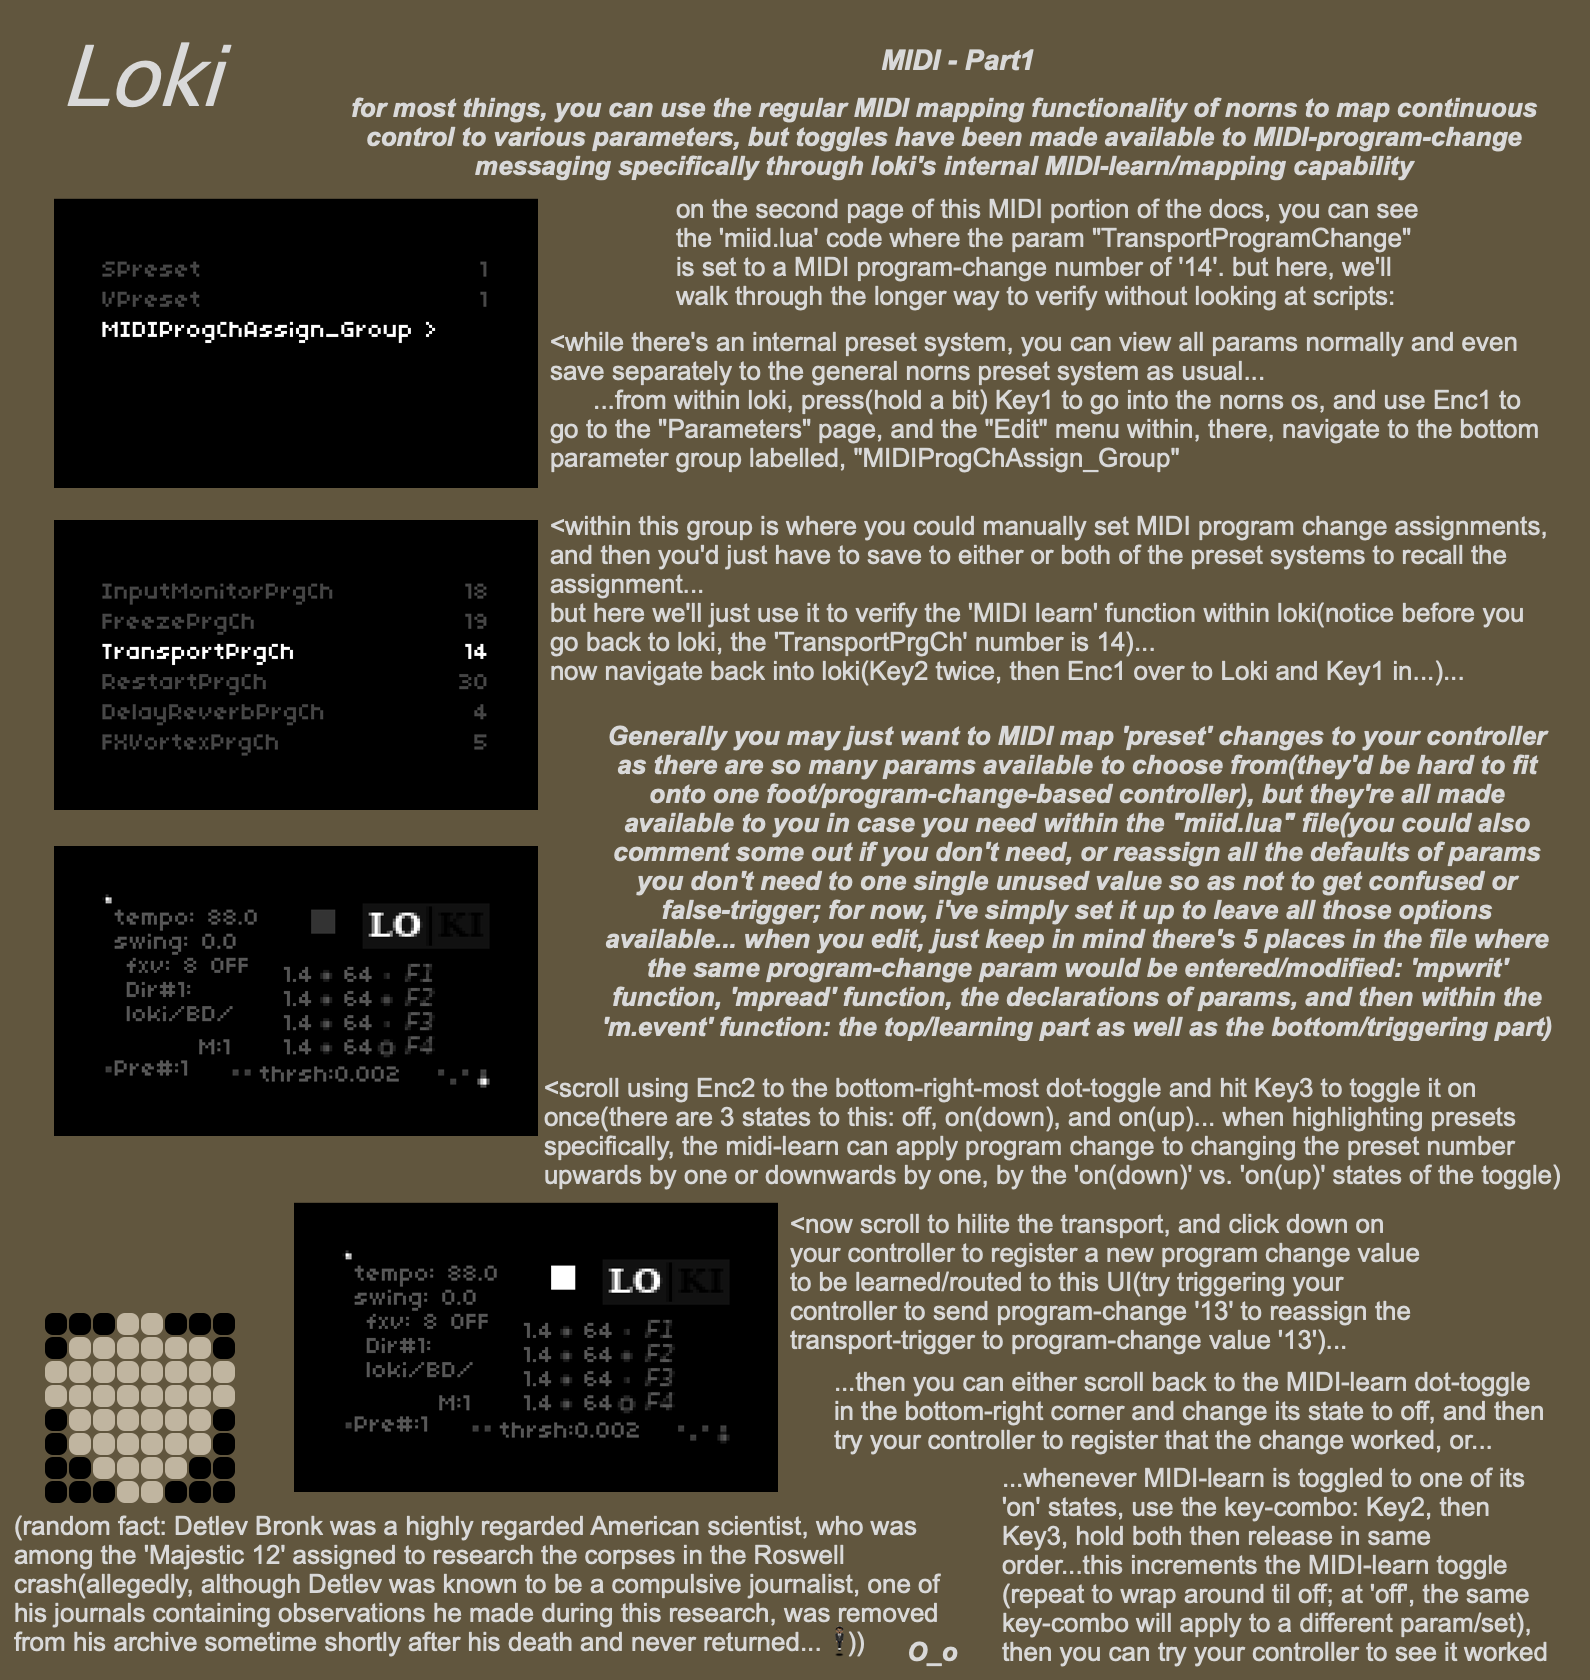 Loki
MIDI - Part1
for most things, you can use the regular MIDI mapping functionality of norns to map continuous
control to various parameters, but toggles have been made available to MIDI-program-change
messaging specifically through loki's internal MIDI-learn/mapping capability
on the second page of this MIDI portion of the docs, you can see
the 'miid.lua' code where the param "TransportProgramChange"
is set to a MIDI program-change number of '14'. but here, we'll
walk through the longer way to verify without looking at scripts:
SPreset 1
VPreset 1
MIDIProgChAssign_Group >
<while there's an internal preset system, you can view all params normally and even
save separately to the general norns preset system as usual...
...from within loki, press(hold a bit) Key1 to go into the norns os, and use Enc1 to
go to the "Parameters" page, and the "Edit" menu within, there, navigate to the bottom
parameter group labelled, "MIDIProgChAssign_Group"
InputMonitorPrgCh 18
FreezePrgCh 19
TransportPrgCh 14
RestartPrgCh 30
DelayReverbPrgCh 4
FXVortexPrgCh 5
<within this group is where you could manually set MIDI program change assignments,
and then you'd just have to save to either or both of the preset systems to recall the
assignment...
but here we'll just use it to verify the 'MIDI learn' function within loki(notice before you
go back to loki, the 'TransportPrgCh' number is 14)...
now navigate back into loki(Key2 twice, then Enc1 over to Loki and Key1 in...)...
Generally you may just want to MIDI map 'preset' changes to your controller
as there are so many params available to choose from(they'd be hard to fit
onto one foot/program-change-based controller), but they're all made
available to you in case you need within the "miid.lua" file(you could also
comment some out if you don't need, or reassign all the defaults of params
you don't need to one single unused value so as not to get confused or
false-trigger; for now, i've simply set it up to leave all those options
available... when you edit, just keep in mind there's 5 places in the file where
the same program-change param would be entered/modified: 'mpwrit'
function, 'mpread' function, the declarations of params, and then within the
'm.event' function: the top/learning part as well as the bottom/triggering part)
tempo: 88.0 LO|KI
swing: 0.0
fxv: 8 OFF 1.4 64 F1
Dir#1: 1.4 64 F2
loki/BD/ 1.4 64 F3
M:1 1.4 64 F4
Pre#:1 thrsh:0.002
<scroll using Enc2 to the bottom-right-most dot-toggle and hit Key3 to toggle it on
once(there are 3 states to this: off, on(down), and on(up)... when highlighting presets
specifically, the midi-learn can apply program change to changing the preset number
upwards by one or downwards by one, by the 'on(down)' vs. 'on(up)' states of the toggle)
tempo: 88.0 LO|KI
swing: 0.0
fxv: 8 OFF 1.4 64 F1
Dir#1: 1.4 64 F2
loki/BD/ 1.4 64 F3
M:1 1.4 64 F4
Pre#:1 thrsh:0.002
<now scroll to hilite the transport, and click down on
your controller to register a new program change value
to be learned/routed to this UI(try triggering your
controller to send program-change '13' to reassign the
transport-trigger to program-change value '13')...
...then you can either scroll back to the MIDI-learn dot-toggle
in the bottom-right corner and change its state to off, and then
try your controller to register that the change worked, or...
...whenever MIDI-learn is toggled to one of its
'on' states, use the key-combo: Key2, then
Key3, hold both then release in same
order...this increments the MIDI-learn toggle
(repeat to wrap around til off; at 'off', the same
key-combo will apply to a different param/set),
then you can try your controller to see it worked
(random fact: Detlev Bronk was a highly regarded American scientist, who was
among the 'Majestic 12' assigned to research the corpses in the Roswell
crash(allegedly, although Detlev was known to be a compulsive journalist, one of
his journals containing observations he made during this research, was removed
from his archive sometime shortly after his death and never returned... 🕴))
O_o